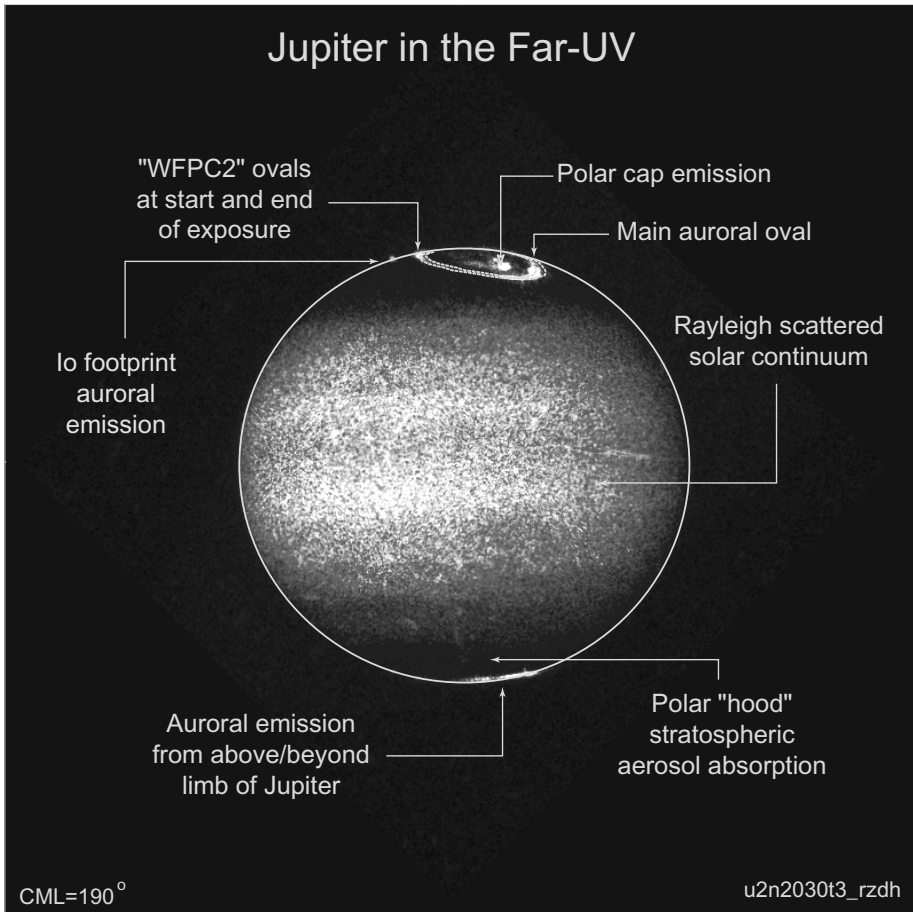 Jupiter in the Far-UV
"WFPC2" ovals
at start and end
of exposure
Polar cap emission
Main auroral oval
Rayleigh scattered
solar continuum
Io footprint
auroral
emission
Auroral emission
from above/beyond
limb of Jupiter
Polar "hood"
stratospheric
aerosol absorption
CML=190°
u2n2030t3_rzdh